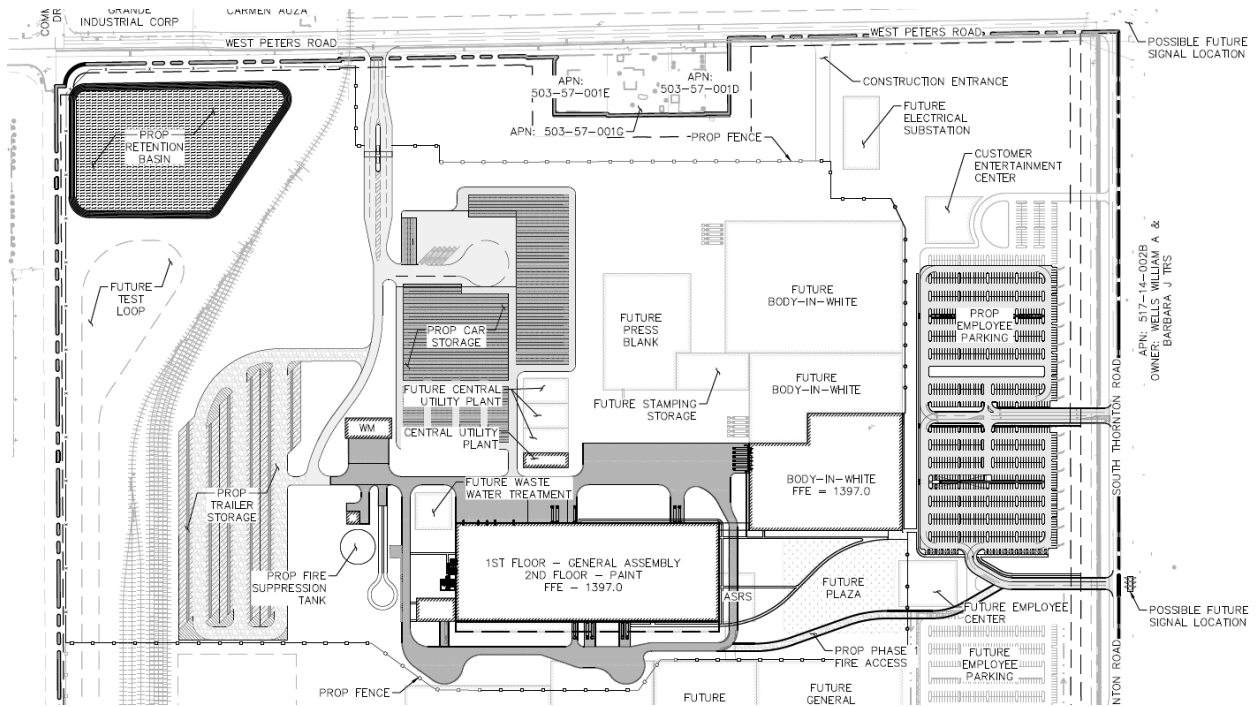 GRANDE
INDUSTRIAL CORP
CARMEN AUZA
COMM
DR
WEST PETERS ROAD
WEST PETERS ROAD
POSSIBLE FUTURE
SIGNAL LOCATION
APN:
503-57-001E
APN:
503-57-001D
APN: 503-57-001G
PROP FENCE
CONSTRUCTION ENTRANCE
FUTURE
ELECTRICAL
SUBSTATION
CUSTOMER
ENTERTAINMENT
CENTER
PROP
RETENTION
BASIN
FUTURE
TEST
LOOP
APN: 517-14-002B
OWNER: WELLS WILLIAM A &
BARBARA J TRS
FUTURE
BODY-IN-WHITE
FUTURE
PRESS
BLANK
PROP
EMPLOYEE
PARKING
PROP CAR
STORAGE
FUTURE
BODY-IN-WHITE
FUTURE CENTRAL
UTILITY PLANT
FUTURE STAMPING
STORAGE
WM
CENTRAL UTILITY
PLANT
SOUTH THORNTON ROAD
BODY-IN-WHITE
FFE = 1397.0
FUTURE WASTE
WATER TREATMENT
PROP
TRAILER
STORAGE
1ST FLOOR - GENERAL ASSEMBLY
2ND FLOOR - PAINT
FFE - 1397.0
PROP FIRE
SUPPRESSION
TANK
ASRS
FUTURE
PLAZA
FUTURE EMPLOYEE
CENTER
POSSIBLE FUTURE
SIGNAL LOCATION
PROP PHASE 1
FIRE ACCESS
FUTURE
EMPLOYEE
PARKING
NTON ROAD
PROP FENCE
FUTURE
FUTURE
GENERAL